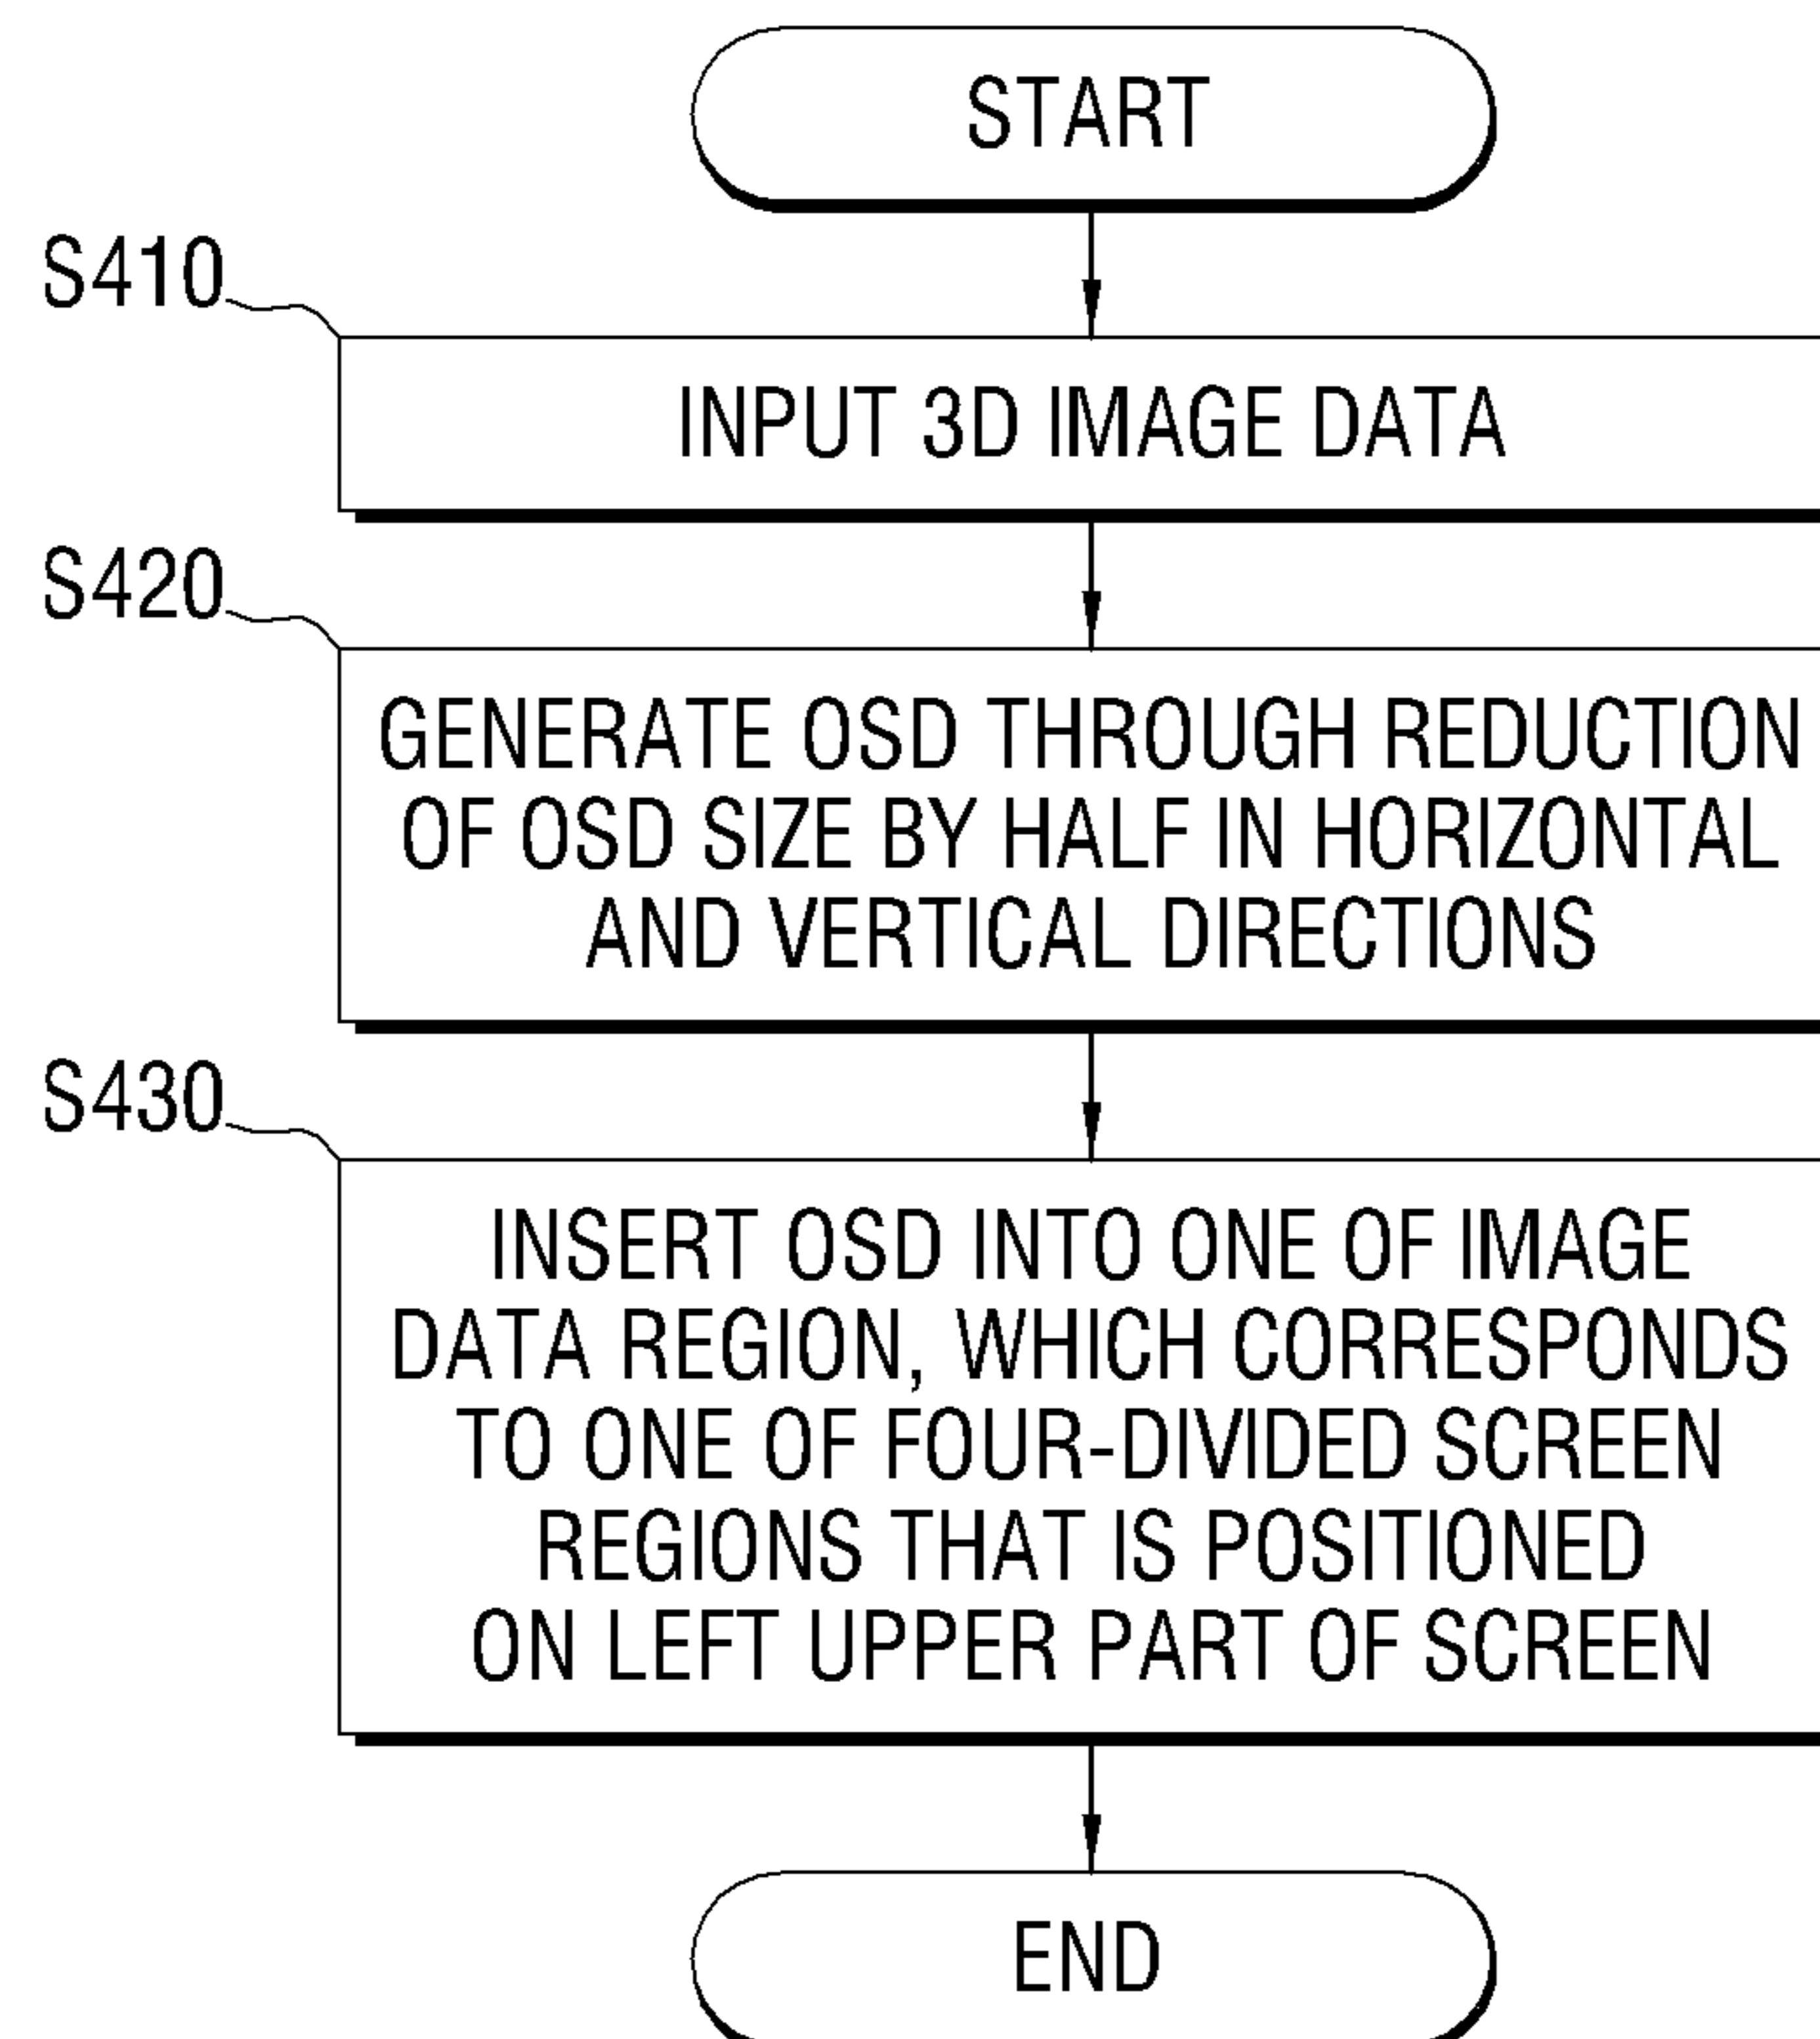 START
S410
INPUT 3D IMAGE DATA
S420
GENERATE OSD THROUGH REDUCTION
OF OSD SIZE BY HALF IN HORIZONTAL
AND VERTICAL DIRECTIONS
S430
INSERT OSD INTO ONE OF IMAGE
DATA REGION, WHICH CORRESPONDS
TO ONE OF FOUR-DIVIDED SCREEN
REGIONS THAT IS POSITIONED
ON LEFT UPPER PART OF SCREEN
END